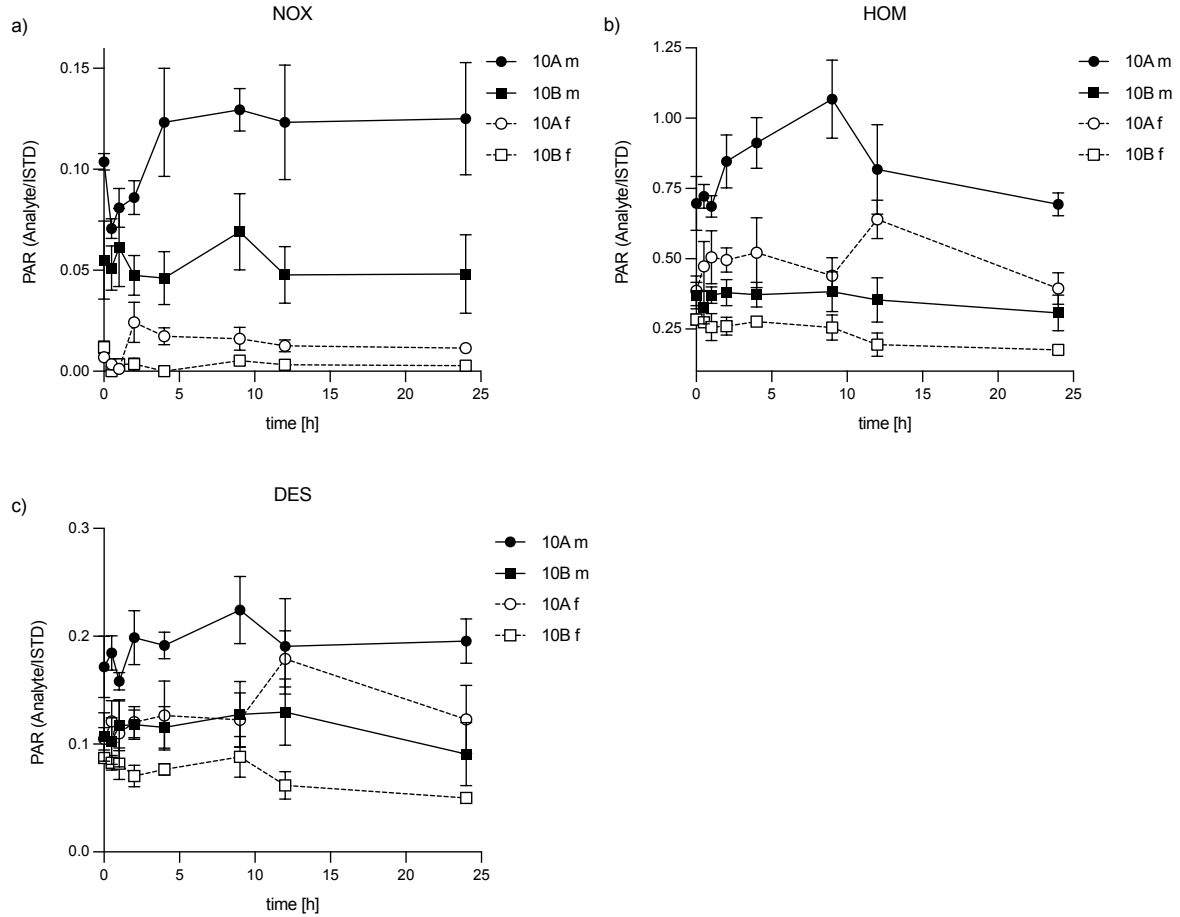 a)
NOX
PAR (Analyte/ISTD)
0.15
0.10
0.05
0.00
0
5
10
15
20
25
time [h]
10A m
10B m
10A f
10B f
b)
HOM
PAR (Analyte/ISTD)
1.25
1.00
0.75
0.50
0.25
0
5
10
15
20
25
time [h]
10A m
10B m
10A f
10B f
c)
DES
PAR (Analyte/ISTD)
0.3
0.2
0.1
0.0
0
5
10
15
20
25
time [h]
10A m
10B m
10A f
10B f